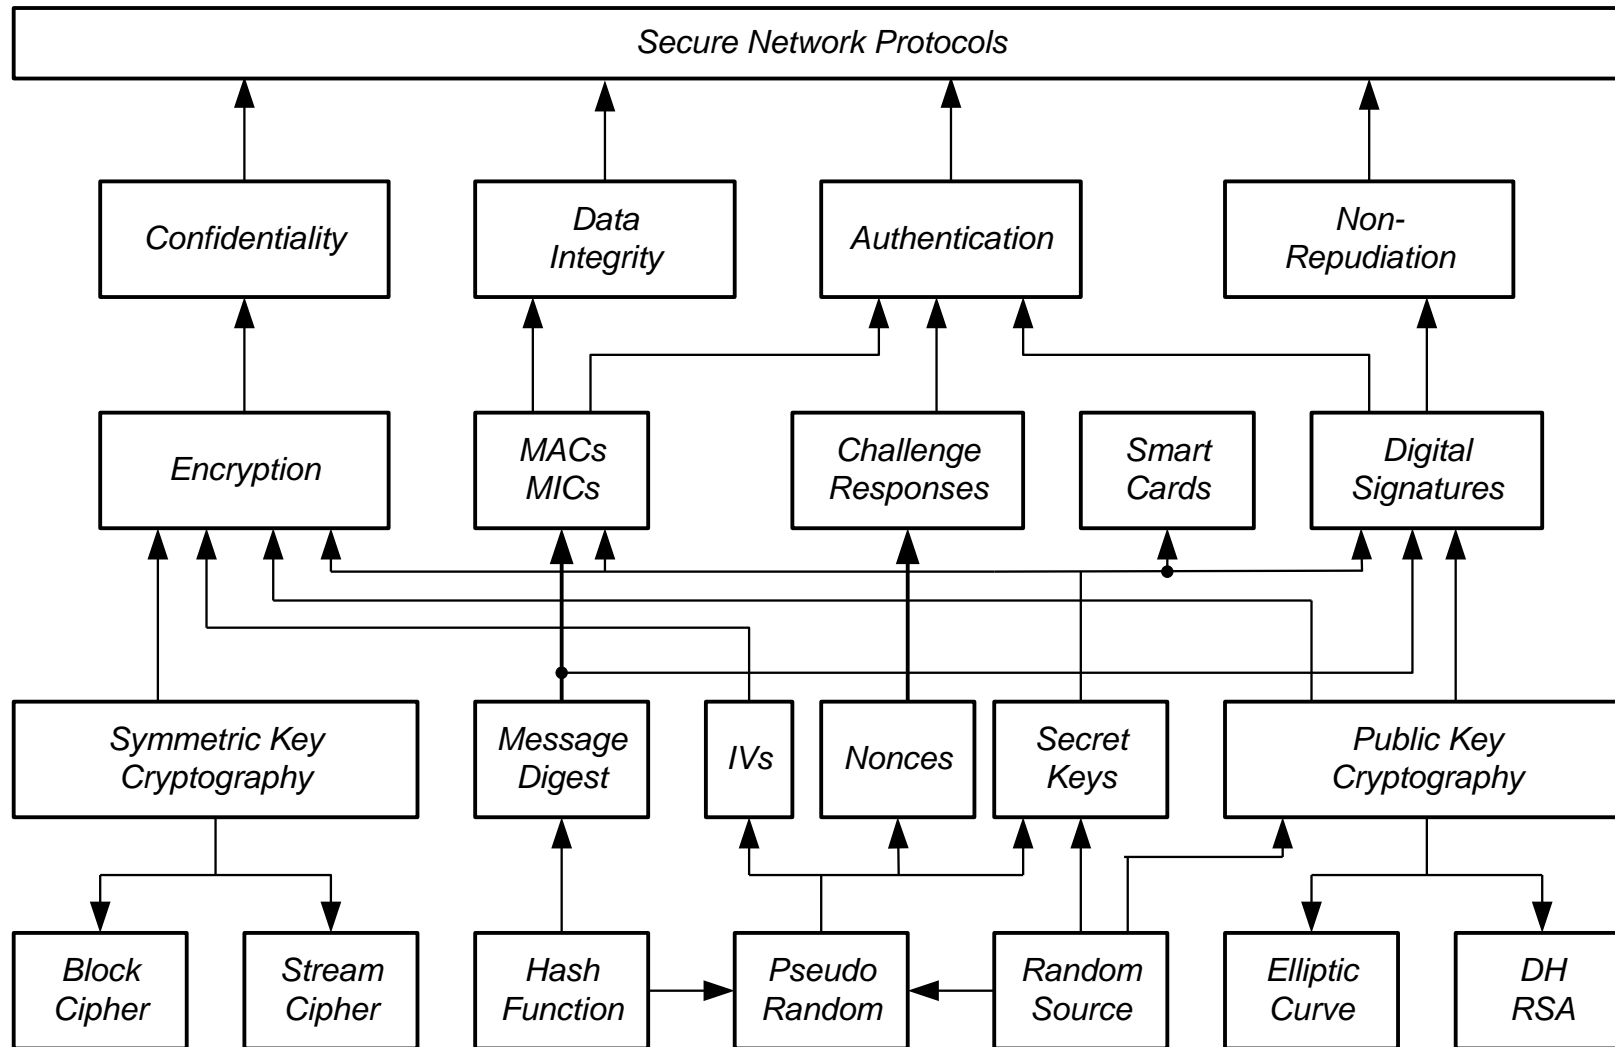 Secure Network Protocols
Confidentiality
Data
Integrity
Authentication
Non-
Repudiation
Encryption
MACs
MICs
Challenge
Responses
Smart
Cards
Digital
Signatures
Symmetric Key
Cryptography
Message
Digest
IVs
Nonces
Secret
Keys
Public Key
Cryptography
Block
Cipher
Stream
Cipher
Hash
Function
Pseudo
Random
Random
Source
Elliptic
Curve
DH
RSA